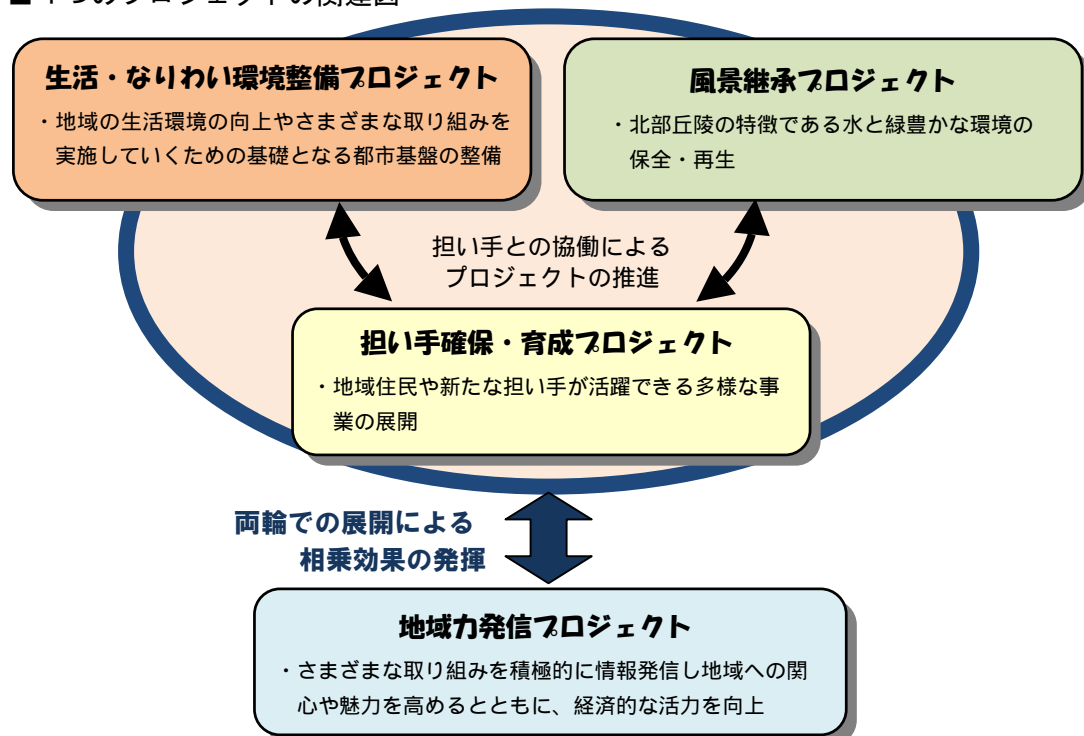 生活・なりわい環境整備プロジェクト
・地域の生活環境の向上やさまざまな取り組みを
実施していくための基礎となる都市基盤の整備
風景継承プロジェクト
・北部丘陵の特徴である水と緑豊かな環境の
保全・再生
担い手との協働による
プロジェクトの推進
担い手確保・育成プロジェクト
・地域住民や新たな担い手が活躍できる多様な事
業の展開
両輪での展開による
相乗効果の発揮
地域力発信プロジェクト
・さまざまな取り組みを積極的に情報発信し地域への関
心や魅力を高めるとともに、経済的な活力を向上